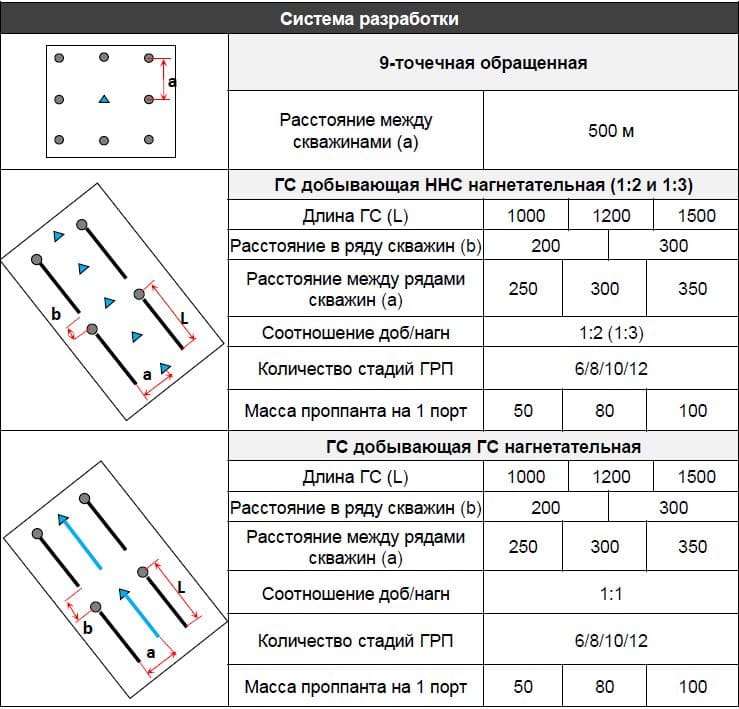 Система разработки
9-точечная обращенная
a
Расстояние между
скважинами (a)
500 м
ГС добывающая ННС нагнетательная (1:2 и 1:3)
Длина ГС (L)
1000 1200 1500
Расстояние в ряду скважин (b)
200 300
Расстояние между рядами
скважин (a)
250 300 350
b
L
a
Соотношение доб/нагн
1:2 (1:3)
Количество стадий ГРП
6/8/10/12
Масса проппанта на 1 порт
50 80 100
ГС добывающая ГС нагнетательная
Длина ГС (L)
1000 1200 1500
Расстояние в ряду скважин (b)
200 300
Расстояние между рядами
скважин (a)
250 300 350
L
b
a
Соотношение доб/нагн
1:1
Количество стадий ГРП
6/8/10/12
Масса проппанта на 1 порт
50 80 100